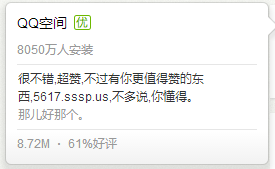 QQ空间 优
8050万人安装
很不错,超赞,不过有你更值得赞的东
西,5617.sssp.us,不多说,你懂得。
那儿好那个。
8.72M · 61%好评